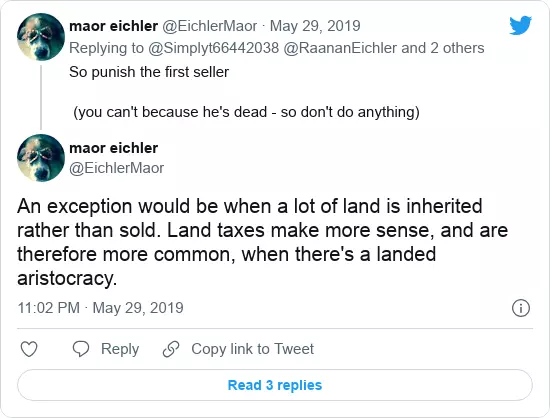 maor eichler @EichlerMaor · May 29, 2019
Replying to @Simplyt66442038 @RaananEichler and 2 others
So punish the first seller
(you can't because he's dead - so don't do anything)
maor eichler
@EichlerMaor
An exception would be when a lot of land is inherited
rather than sold. Land taxes make more sense, and are
therefore more common, when there's a landed
aristocracy.
11:02 PM · May 29, 2019
Reply
Copy link to Tweet
Read 3 replies